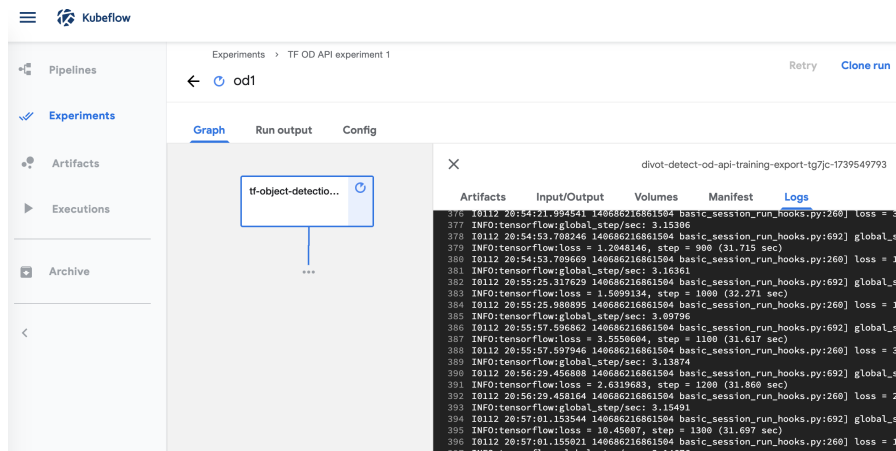 Kubeflow
Experiments > TF OD API experiment 1
od1
Retry
Clone run
Pipelines
Experiments
Artifacts
Executions
Archive
Graph
Run output
Config
tf-object-detectio...
divot-detect-od-api-training-export-tg7jc-1739549793
Artifacts
Input/Output
Volumes
Manifest
Logs
376 I0112 20:54:21.994541 140686216861504 basic_session_run_hooks.py:260] loss = 3
377 INFO:tensorflow:global_step/sec: 3.15306
378 I0112 20:54:53.708246 140686216861504 basic_session_run_hooks.py:692] global_s
379 INFO:tensorflow:loss = 1.2048146, step = 900 (31.715 sec)
380 I0112 20:54:53.709669 140686216861504 basic_session_run_hooks.py:260] loss = 1
381 INFO:tensorflow:global_step/sec: 3.16361
382 I0112 20:55:25.317629 140686216861504 basic_session_run_hooks.py:692] global_s
383 INFO:tensorflow:loss = 1.5099134, step = 1000 (32.271 sec)
384 I0112 20:55:25.980895 140686216861504 basic_session_run_hooks.py:260] loss = 1
385 INFO:tensorflow:global_step/sec: 3.09796
386 I0112 20:55:57.596862 140686216861504 basic_session_run_hooks.py:692] global_s
387 INFO:tensorflow:loss = 3.5550604, step = 1100 (31.617 sec)
388 I0112 20:55:57.597946 140686216861504 basic_session_run_hooks.py:260] loss = 3
389 INFO:tensorflow:global_step/sec: 3.13874
390 I0112 20:56:29.456808 140686216861504 basic_session_run_hooks.py:692] global_s
391 INFO:tensorflow:loss = 2.6319683, step = 1200 (31.860 sec)
392 I0112 20:56:29.458164 140686216861504 basic_session_run_hooks.py:260] loss = 2
393 INFO:tensorflow:global_step/sec: 3.15491
394 I0112 20:57:01.153544 140686216861504 basic_session_run_hooks.py:692] global_s
395 INFO:tensorflow:loss = 10.45007, step = 1300 (31.697 sec)
396 I0112 20:57:01.155021 140686216861504 basic_session_run_hooks.py:260] loss = 1